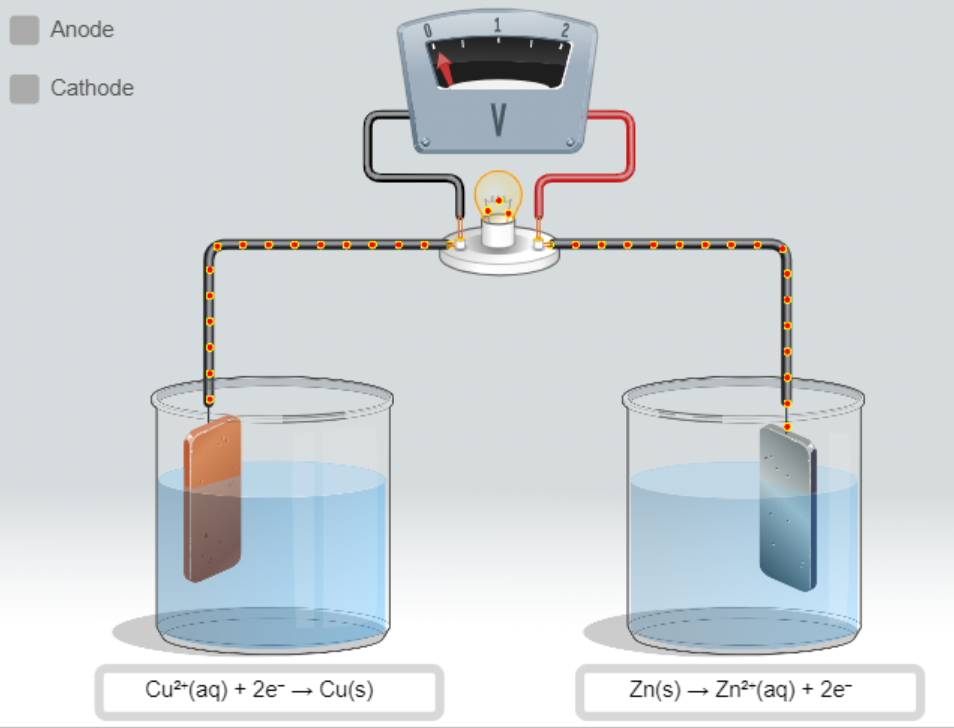 Anode
Cathode
0 1 2
V
Cu²⁺(aq) + 2e⁻ → Cu(s)
Zn(s) → Zn²⁺(aq) + 2e⁻